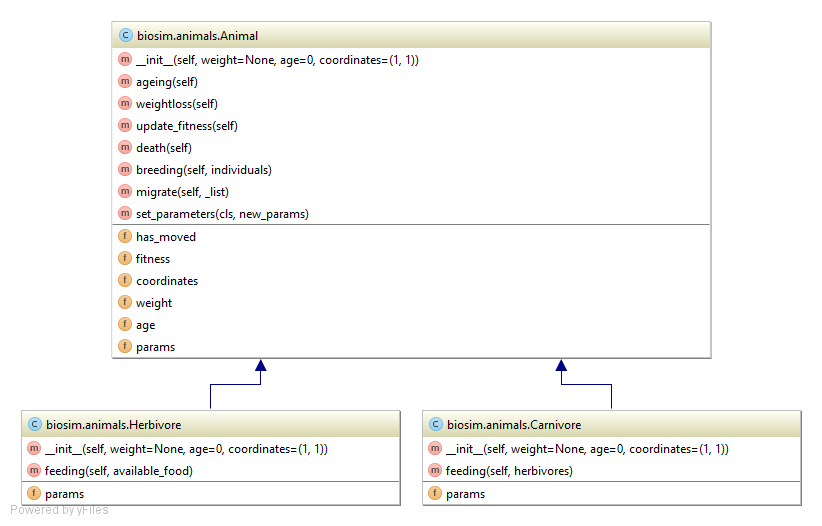 C biosim.animals.Animal
m __init__(self, weight=None, age=0, coordinates=(1, 1))
m ageing(self)
m weightloss(self)
m update_fitness(self)
m death(self)
m breeding(self, individuals)
m migrate(self, _list)
m set_parameters(cls, new_params)
f has_moved
f fitness
f coordinates
f weight
f age
f params
C biosim.animals.Herbivore
m __init__(self, weight=None, age=0, coordinates=(1, 1))
m feeding(self, available_food)
f params
C biosim.animals.Carnivore
m __init__(self, weight=None, age=0, coordinates=(1, 1))
m feeding(self, herbivores)
f params
Powered by yFiles